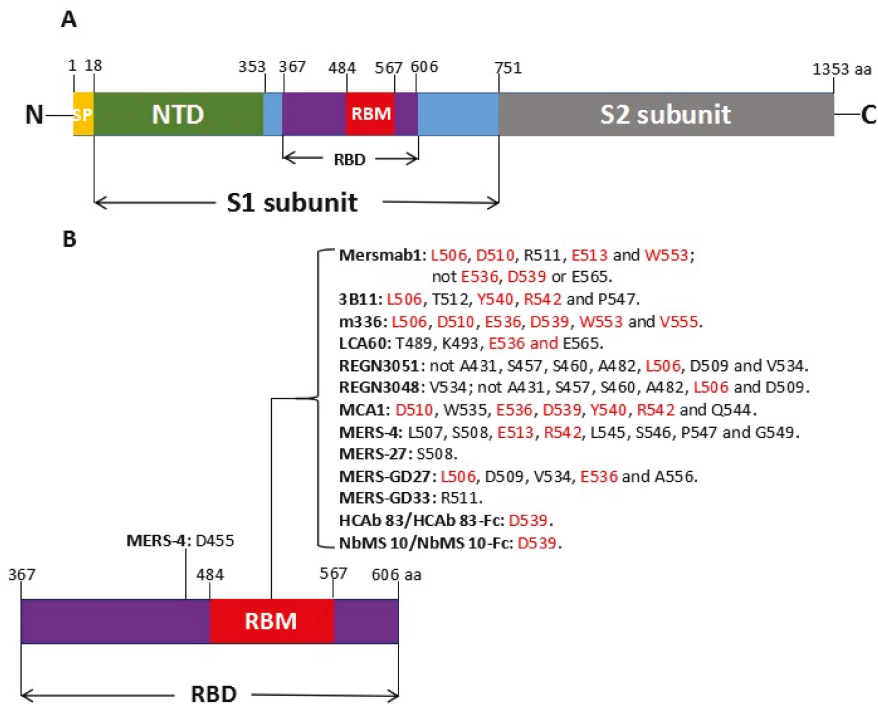 A
1 18 353 367 484 567 606 751 1353 aa
N SP NTD RBM S2 subunit C
RBD
S1 subunit
B
Mersmab1: L506, D510, R511, E513 and W553;
not E536, D539 or E565.
3B11: L506, T512, Y540, R542 and P547.
m336: L506, D510, E536, D539, W553 and V555.
LCA60: T489, K493, E536 and E565.
REGN3051: not A431, S457, S460, A482, L506, D509 and V534.
REGN3048: V534; not A431, S457, S460, A482, L506 and D509.
MCA1: D510, W535, E536, D539, Y540, R542 and Q544.
MERS-4: L507, S508, E513, R542, L545, S546, P547 and G549.
MERS-27: S508.
MERS-GD27: L506, D509, V534, E536 and A556.
MERS-GD33: R511.
HCAb 83/HCAb 83-Fc: D539.
NbMS 10/NbMS 10-Fc: D539.
MERS-4: D455
367 484 567 606 aa
RBM
RBD